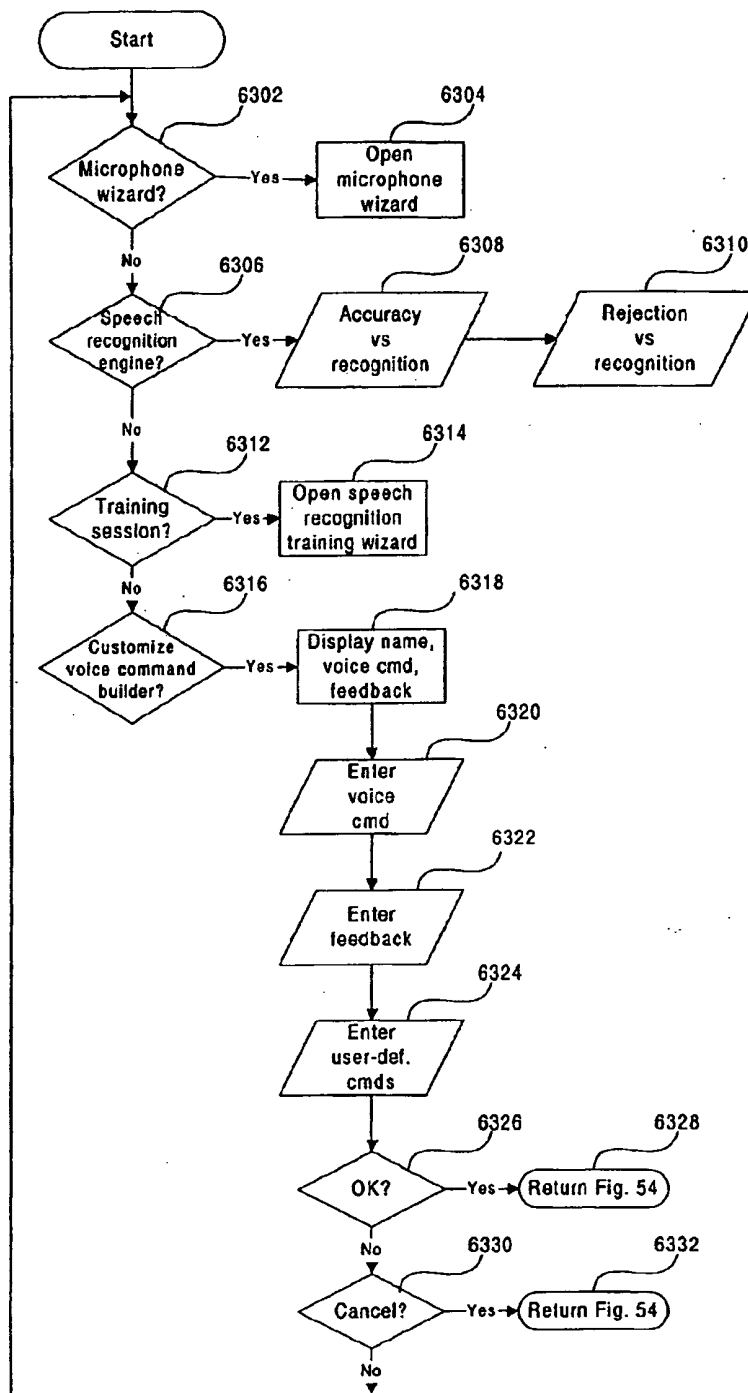 Start
6302
6304
Microphone
wizard?
Yes
Open
microphone
wizard
No
6306
6308
6310
Speech
recognition
engine?
Yes
Accuracy
vs
recognition
Rejection
vs
recognition
No
6312
6314
Training
session?
Yes
Open speech
recognition
training wizard
No
6316
6318
Customize
voice command
builder?
Yes
Display name,
voice cmd,
feedback
6320
Enter
voice
cmd
6322
Enter
feedback
6324
Enter
user-def.
cmds
6326
6328
OK?
Yes
Return Fig. 54
No
6330
6332
Cancel?
Yes
Return Fig. 54
No